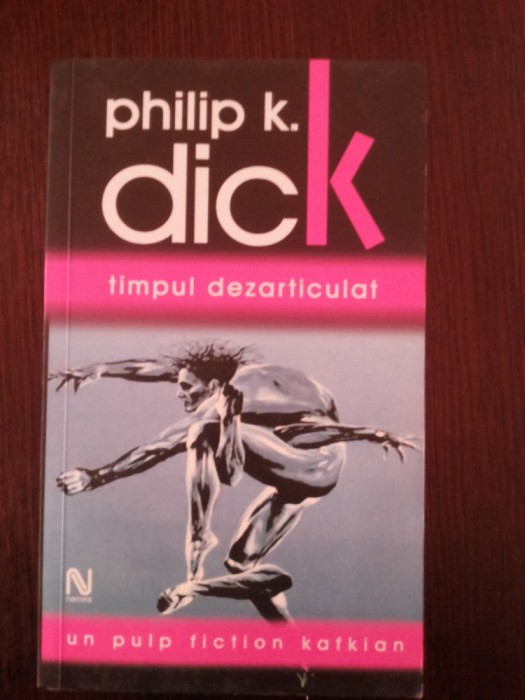 philip k.
dick
timpul dezarticulat
N
nemira
un pulp fiction kafkian